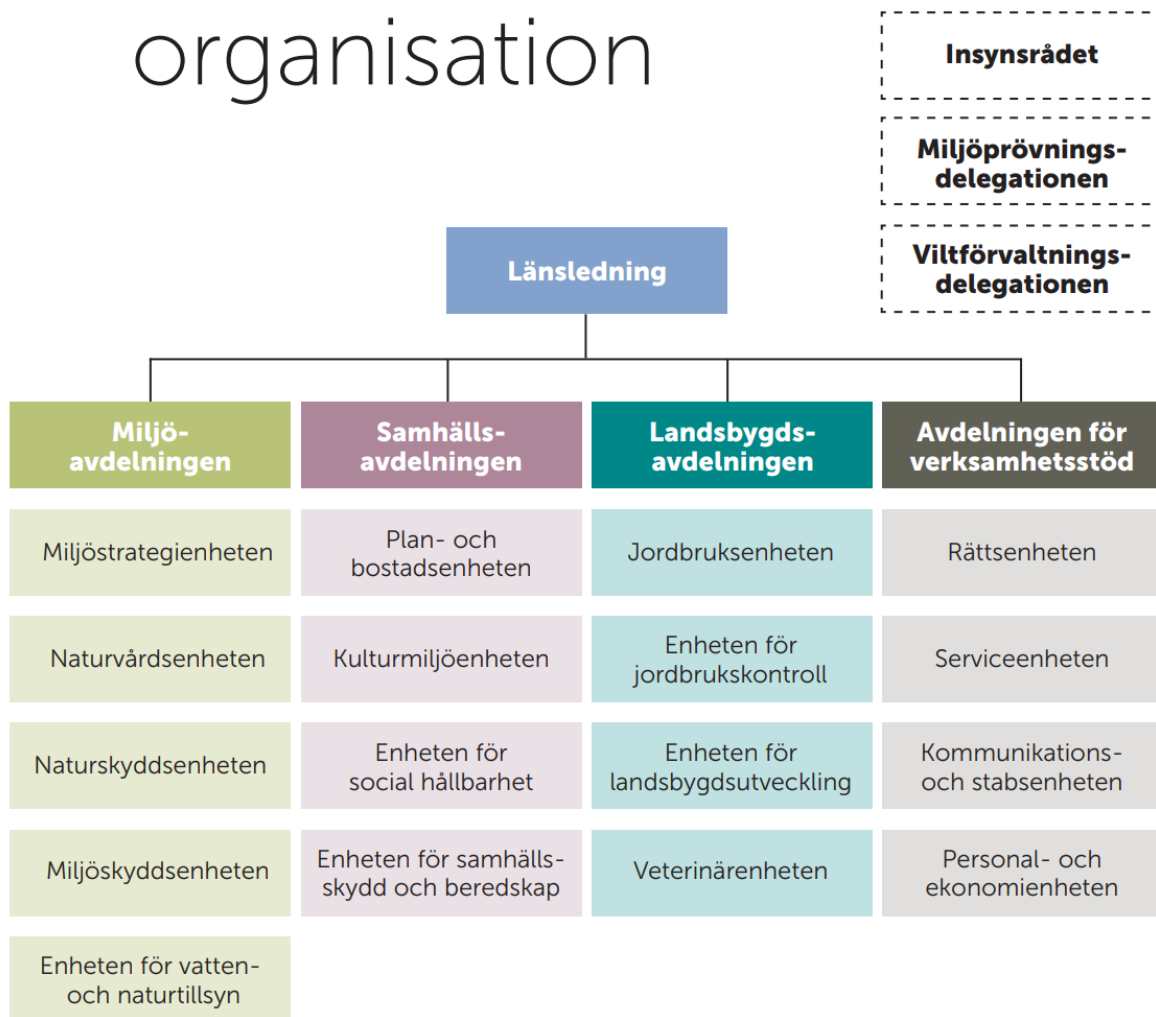 organisation
Insynsrådet
Miljöprövnings-
delegationen
Viltförvaltnings-
delegationen
Länsledning
Miljö-
avdelningen
Samhälls-
avdelningen
Landsbygds-
avdelningen
Avdelningen för
verksamhetsstöd
Miljöstrategienheten
Plan- och
bostadsenheten
Jordbruksenheten
Rättsenheten
Naturvårdsenheten
Kulturmiljöenheten
Enheten för
jordbrukskontroll
Serviceenheten
Naturskyddsenheten
Enheten för
social hållbarhet
Enheten för
landsbygdsutveckling
Kommunikations-
och stabsenheten
Miljöskyddsenheten
Enheten för samhälls-
skydd och beredskap
Veterinärenheten
Personal- och
ekonomienheten
Enheten för vatten-
och naturtillsyn